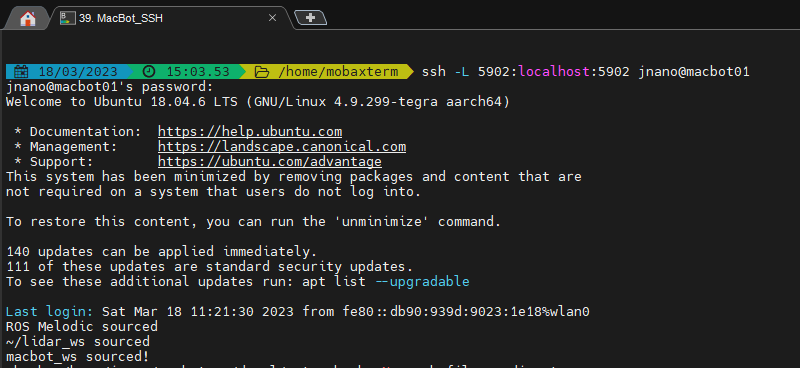 39. MacBot_SSH
18/03/2023 15:03.53 /home/mobaxterm ssh -L 5902:localhost:5902 jnano@macbot01
jnano@macbot01's password:
Welcome to Ubuntu 18.04.6 LTS (GNU/Linux 4.9.299-tegra aarch64)
* Documentation: https://help.ubuntu.com
* Management: https://landscape.canonical.com
* Support: https://ubuntu.com/advantage
This system has been minimized by removing packages and content that are
not required on a system that users do not log into.
To restore this content, you can run the 'unminimize' command.
140 updates can be applied immediately.
111 of these updates are standard security updates.
To see these additional updates run: apt list --upgradable
Last login: Sat Mar 18 11:21:30 2023 from fe80::db90:939d:9023:1e18%wlan0
ROS Melodic sourced
~/lidar_ws sourced
macbot_ws sourced!